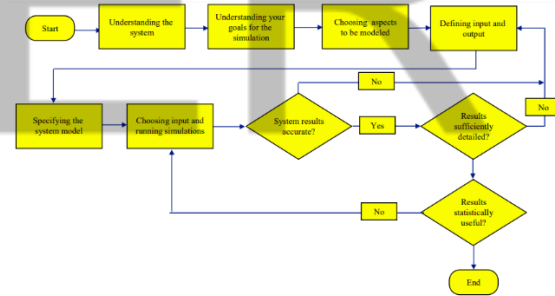 Start
Understanding the
system
Understanding your
goals for the
simulation
Choosing aspects
to be modeled
Defining input and
output
No
No
Specifying the
system model
Choosing input and
running simulations
System results
accurate?
Yes
Results
sufficiently
detailed?
No
Results
statistically
useful?
End